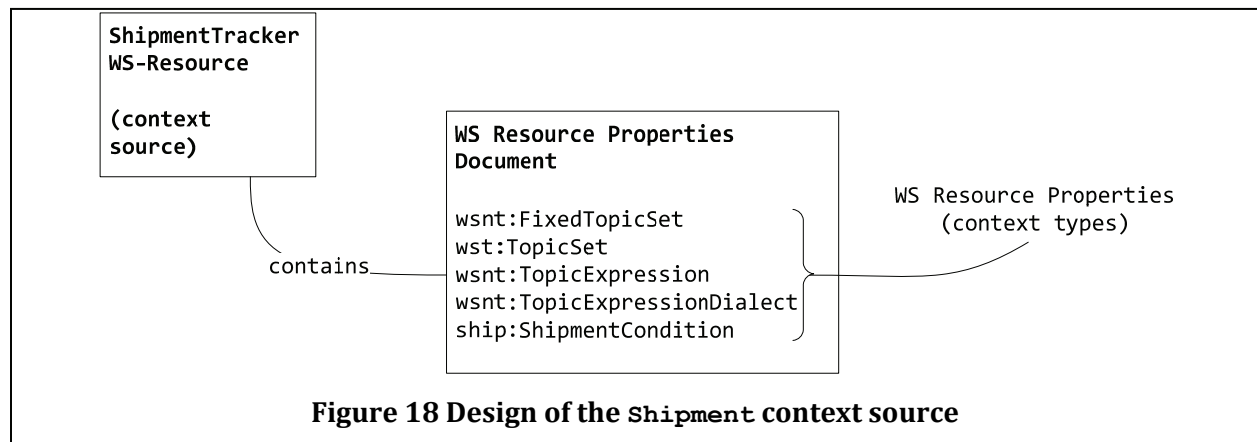 ShipmentTracker
WS-Resource
(context
source)
contains
WS Resource Properties
Document
wsnt:FixedTopicSet
wst:TopicSet
wsnt:TopicExpression
wsnt:TopicExpressionDialect
ship:ShipmentCondition
WS Resource Properties
(context types)
Figure 18 Design of the Shipment context source